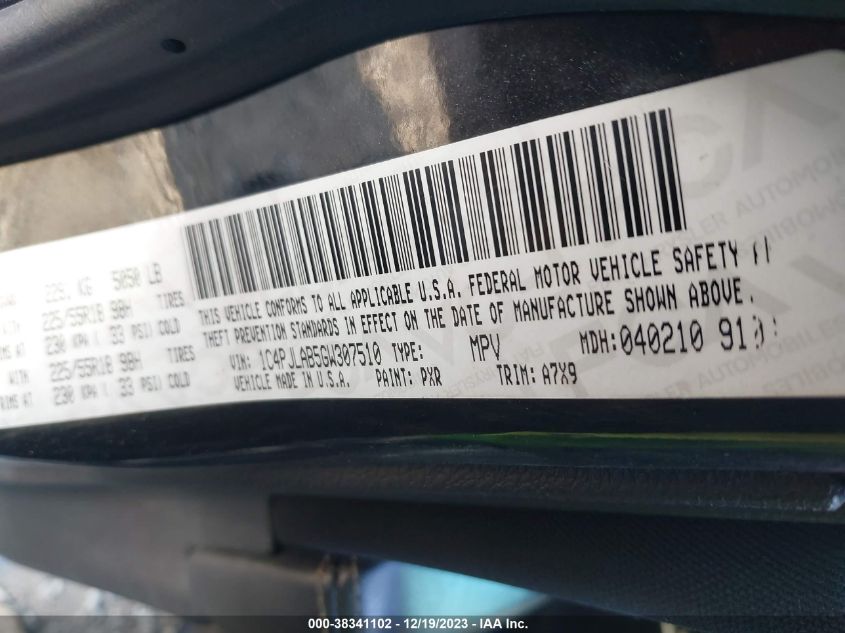 5050 LB
225/55R18 98H TIRES
230 KPA ( 33 PSI) COLD
225/55R18 98H TIRES
RIMS AT 230 KPA ( 33 PSI) COLD
THIS VEHICLE CONFORMS TO ALL APPLICABLE U.S.A. FEDERAL MOTOR VEHICLE SAFETY
THEFT PREVENTION STANDARDS IN EFFECT ON THE DATE OF MANUFACTURE SHOWN ABOVE.
VIN: 1C4PJLAB5GW307510 TYPE: MPV MDH: 040210
VEHICLE MADE IN U.S.A. PAINT: PXR TRIM: A7X9
000-38341102 - 12/19/2023 - IAA Inc.